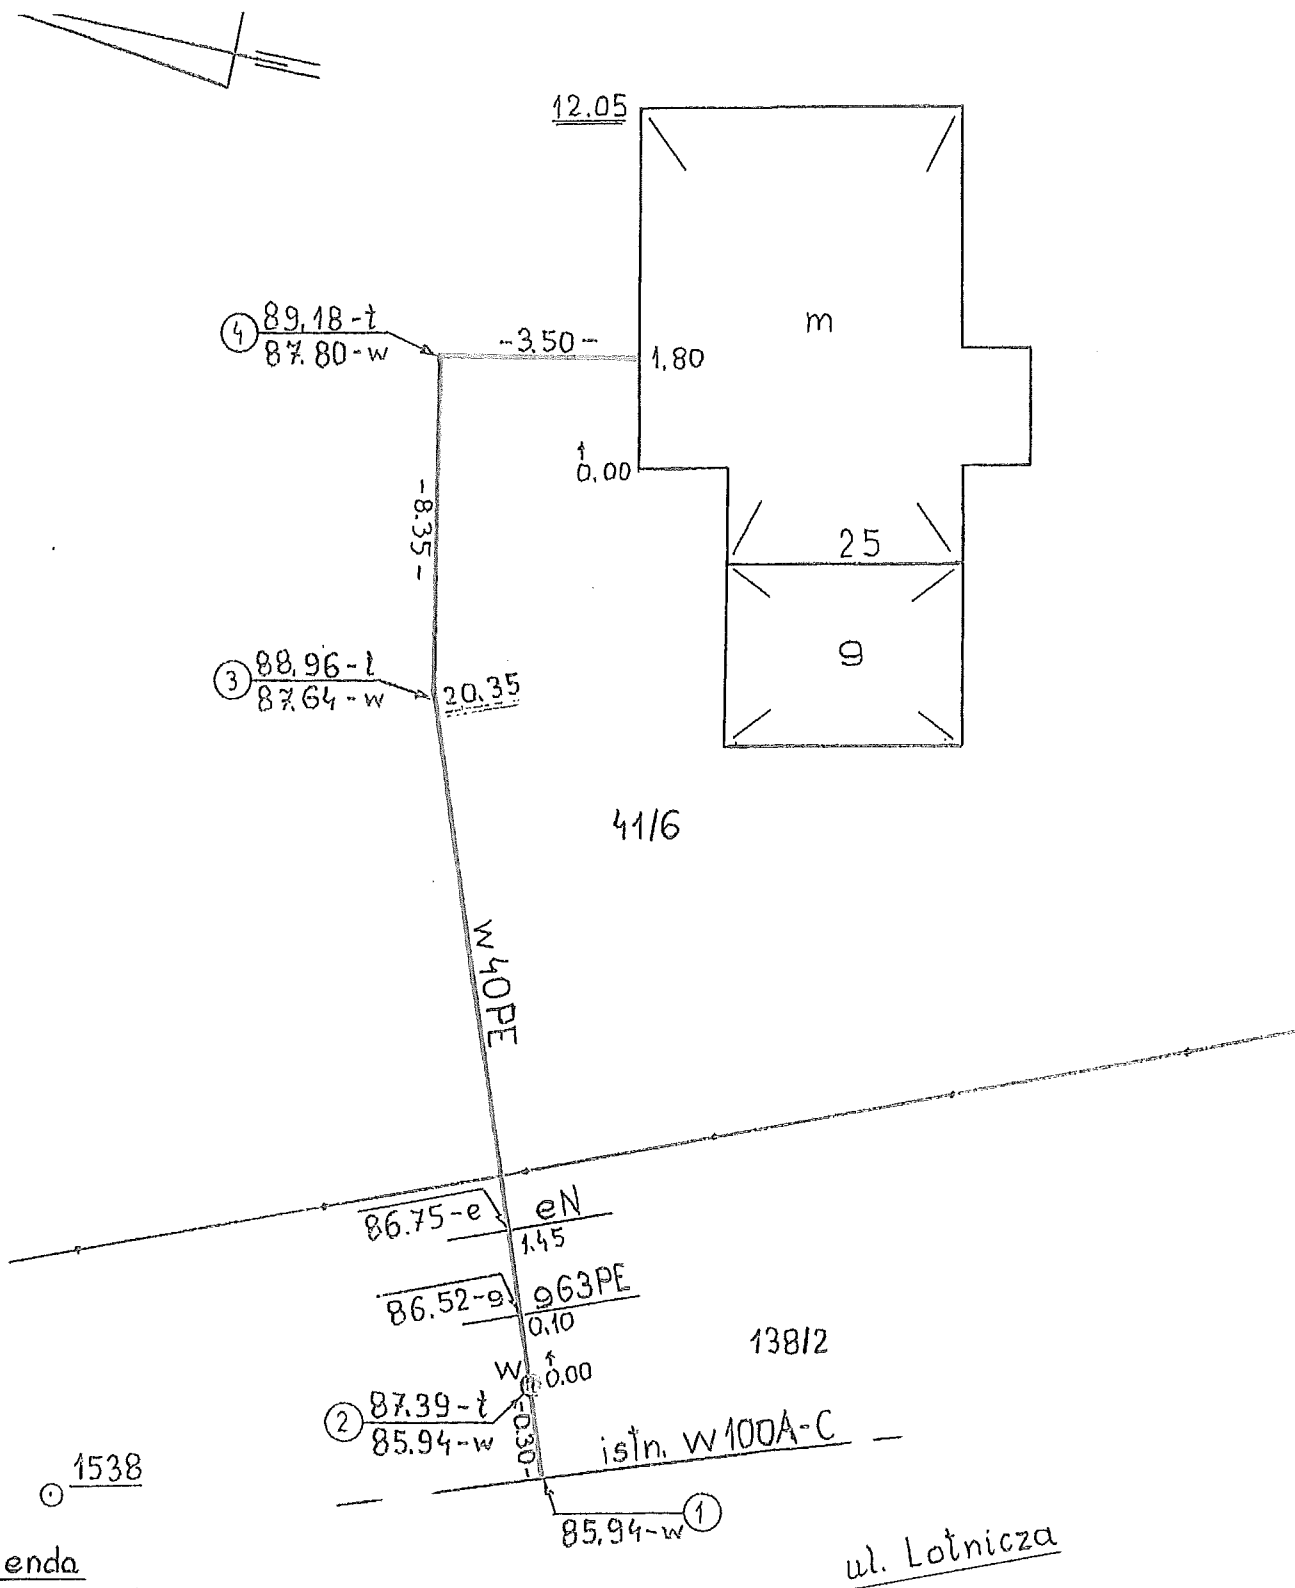 12.05
m
4 89.18-t
87.80-w
-3.50-
1.80
0.00
-8.35-
25
g
3 88.96-t
87.64-w
20.35
41/6
w40PE
86.75-e
eN
1.45
86.52-g
g63PE
0.10
138/2
w
0.00
2 87.39-t
85.94-w
-0.30-
istn. w100A-C
1538
85.94-w 1
enda
ul. Lotnicza